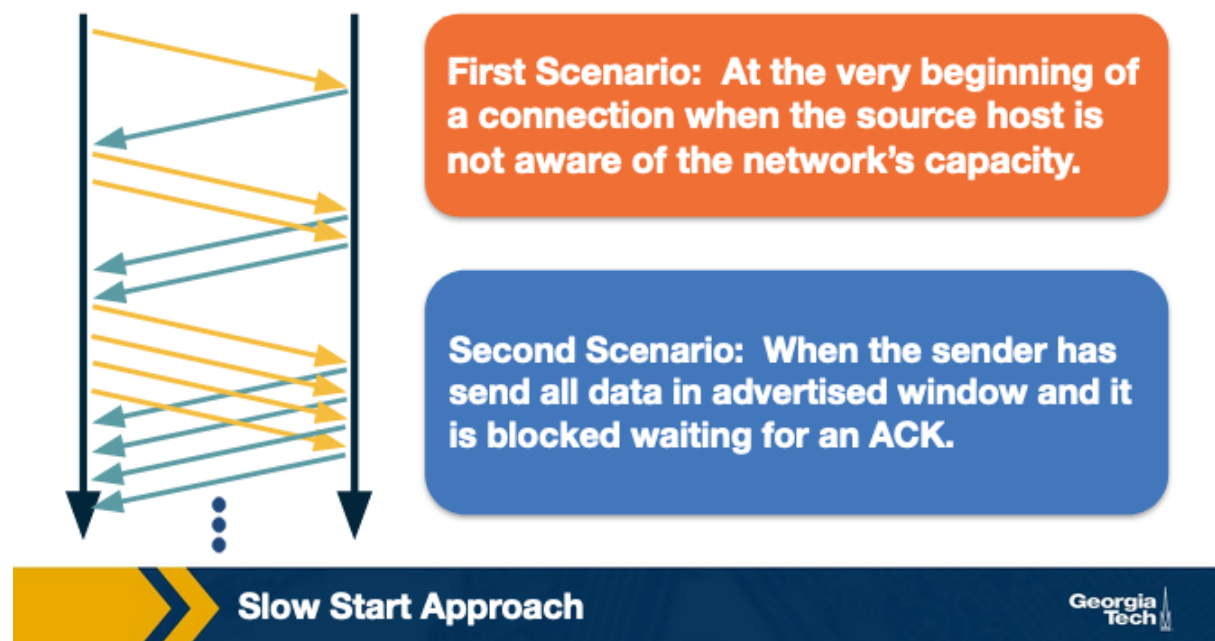 First Scenario:  At the very beginning of
a connection when the source host is
not aware of the network’s capacity.
Second Scenario:  When the sender has
send all data in advertised window and it
is blocked waiting for an ACK.
Slow Start Approach
Georgia
Tech